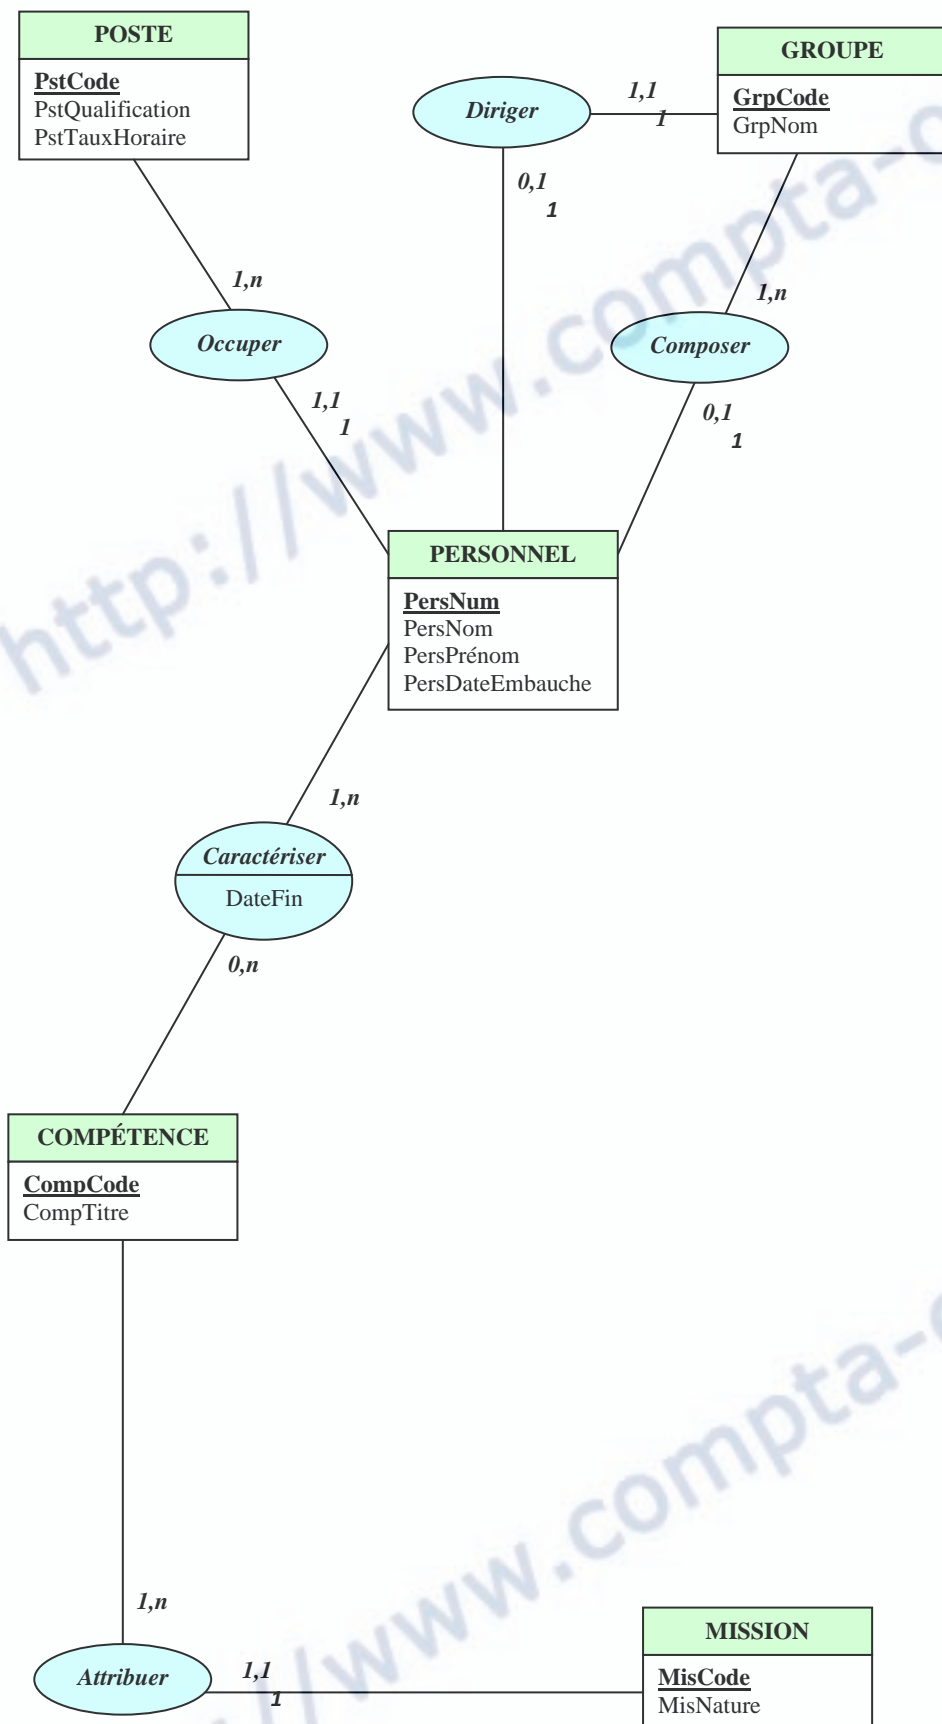 POSTE
PstCode
PstQualification
PstTauxHoraire
GROUPE
GrpCode
GrpNom
Diriger
1,1
1
0,1
1
1,n
Occuper
1,1
1
1,n
Composer
0,1
1
PERSONNEL
PersNum
PersNom
PersPrénom
PersDateEmbauche
1,n
Caractériser
DateFin
0,n
COMPÉTENCE
CompCode
CompTitre
1,n
Attribuer
1,1
1
MISSION
MisCode
MisNature
http://www.compta-
www.compta-